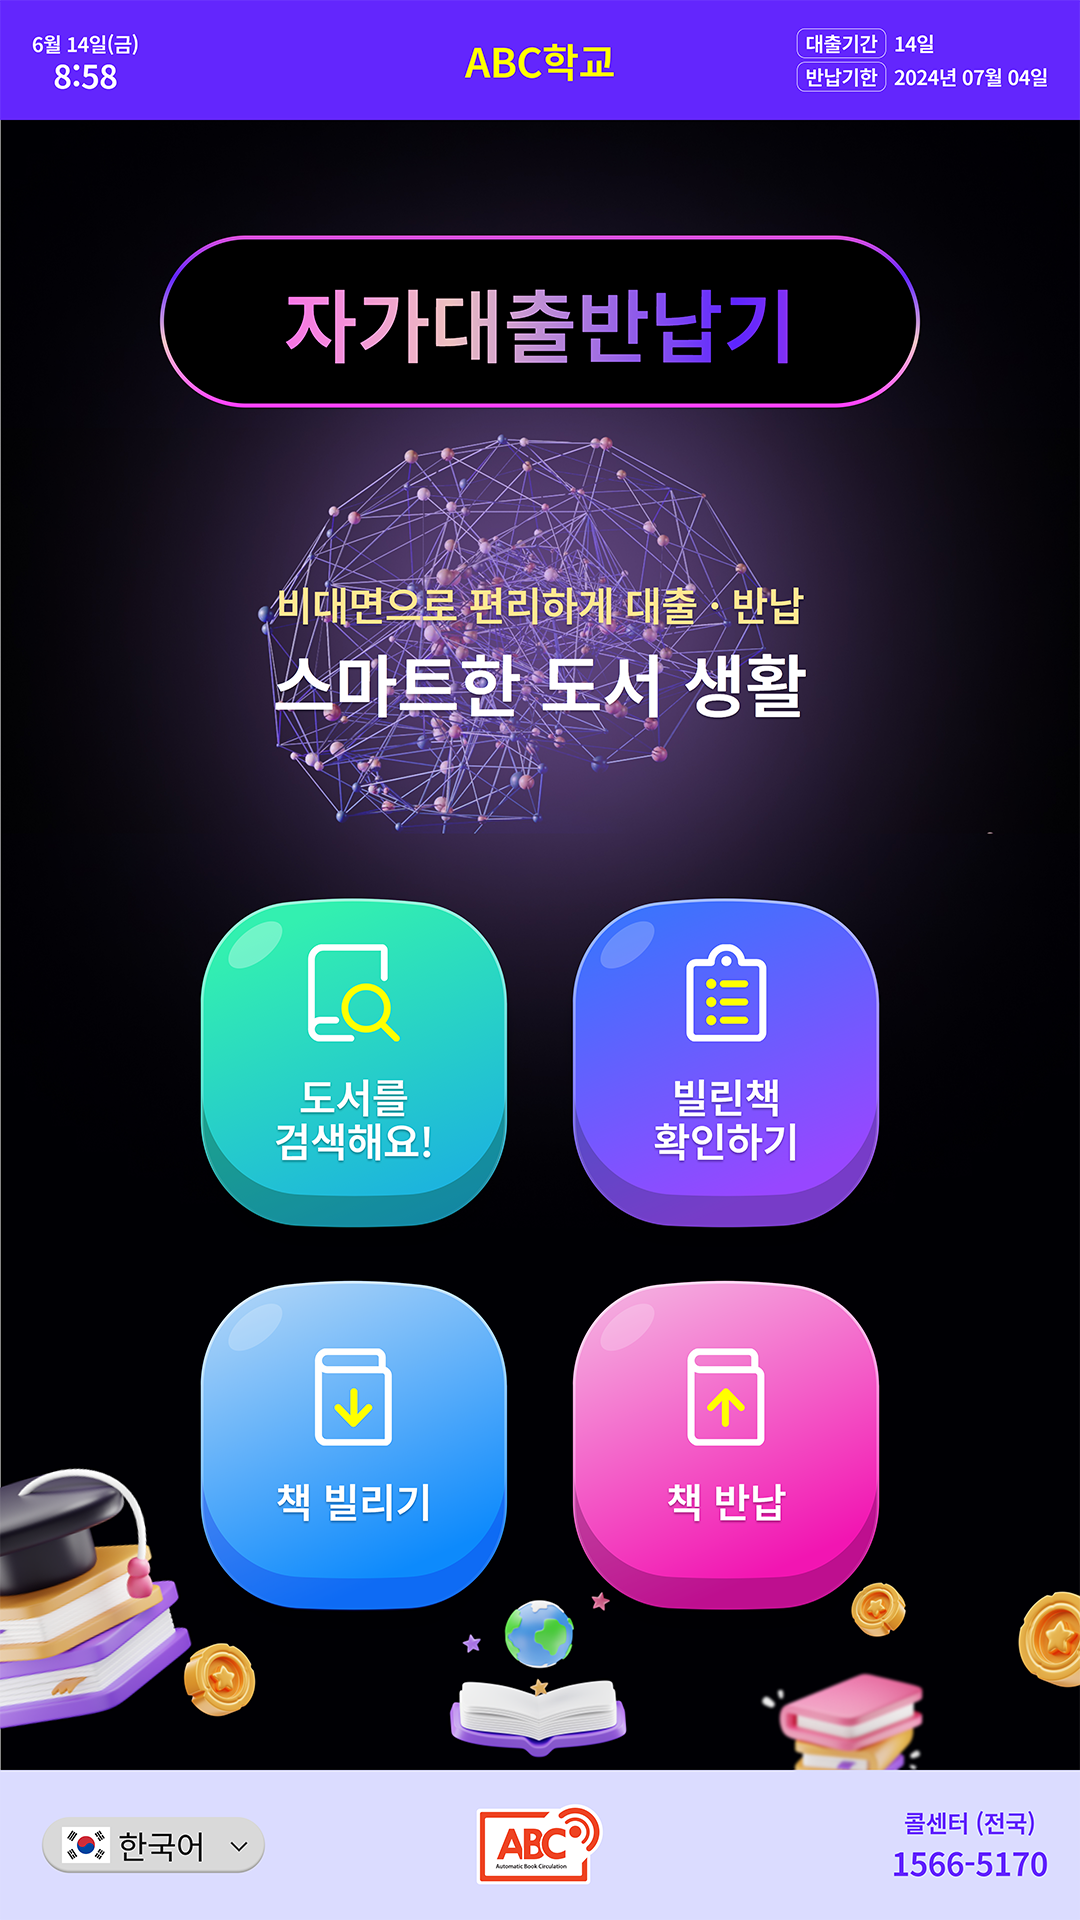 6월 14일(금)
8:58
ABC학교
대출기간 14일
반납기한 2024년 07월 04일
자가대출반납기
비대면으로 편리하게 대출 · 반납
스마트한 도서 생활
도서를
검색해요!
빌린책
확인하기
책 빌리기
책 반납
한국어
ABC
Automatic Book Circulation
콜센터 (전국)
1566-5170